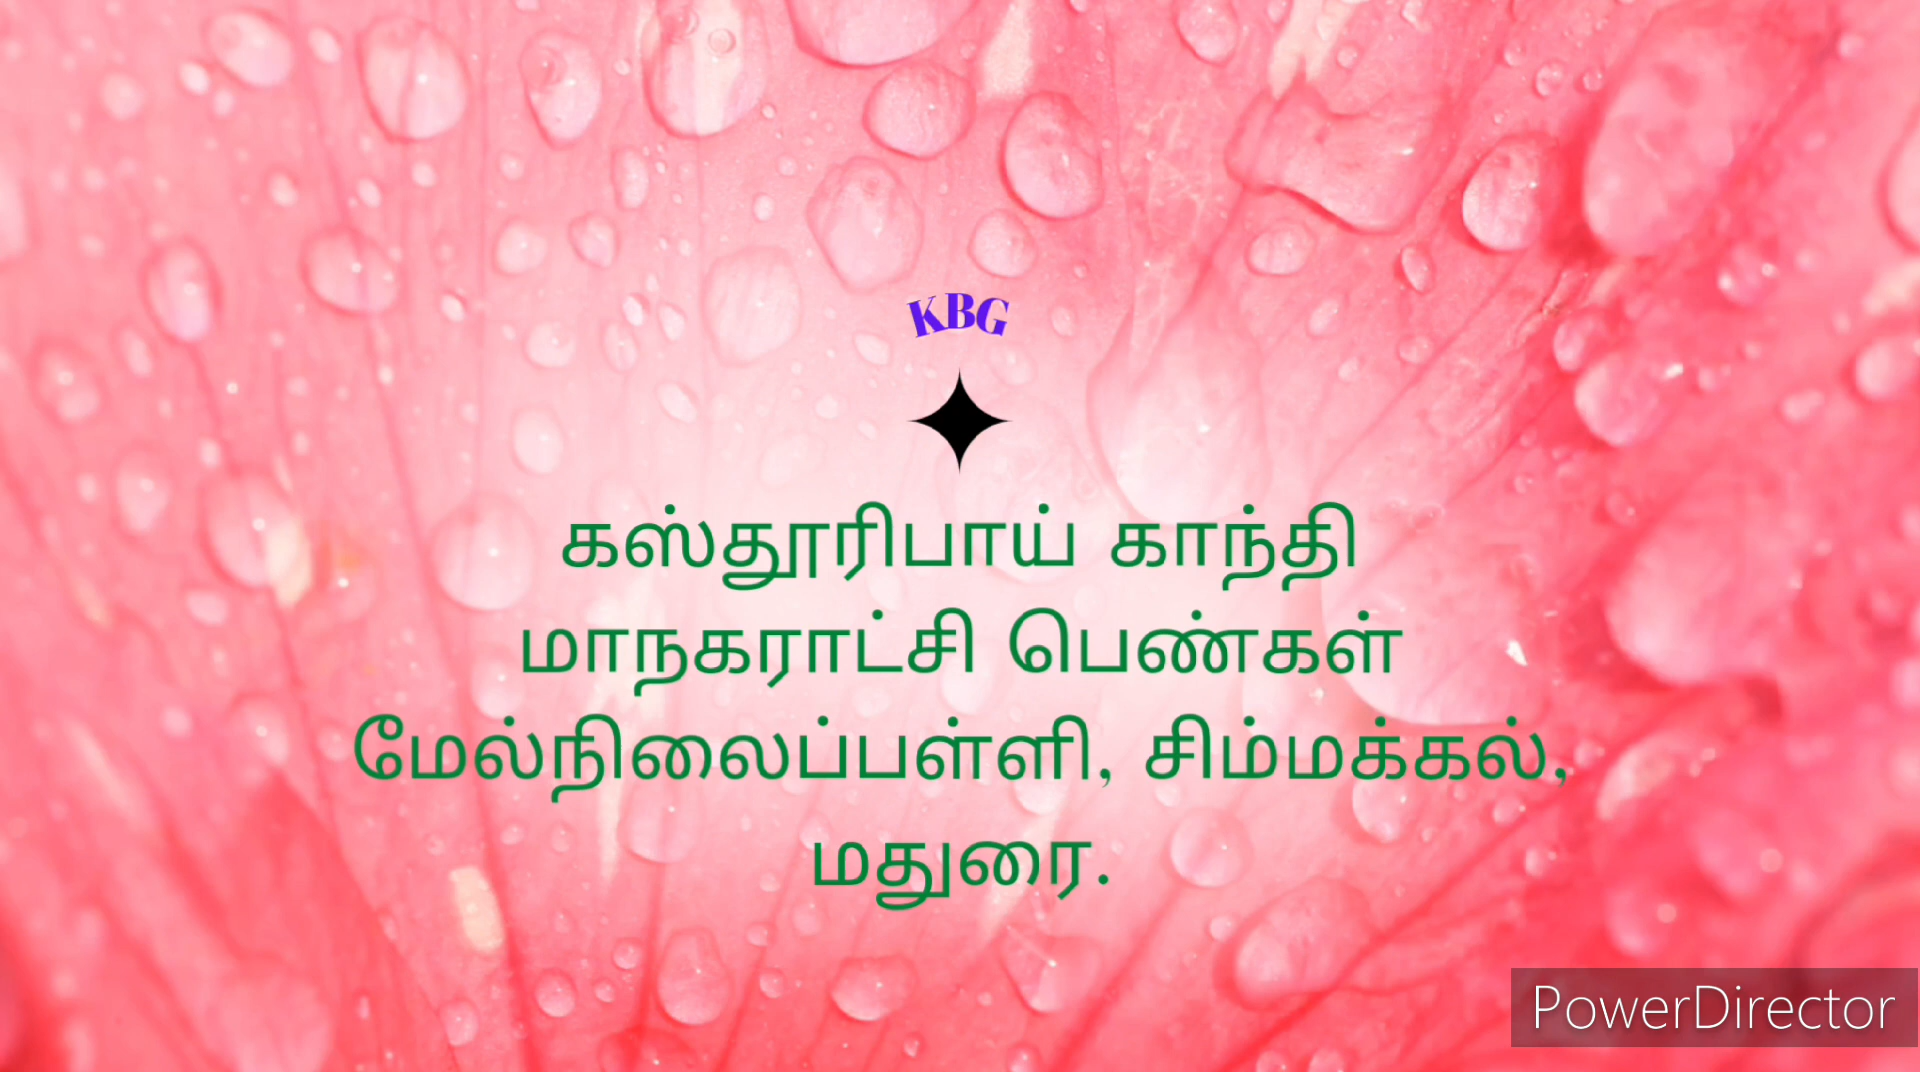 KBG
கஸ்தூரிபாய் காந்தி
மாநகராட்சி பெண்கள்
மேல்நிலைப்பள்ளி, சிம்மக்கல்,
மதுரை.
PowerDirector